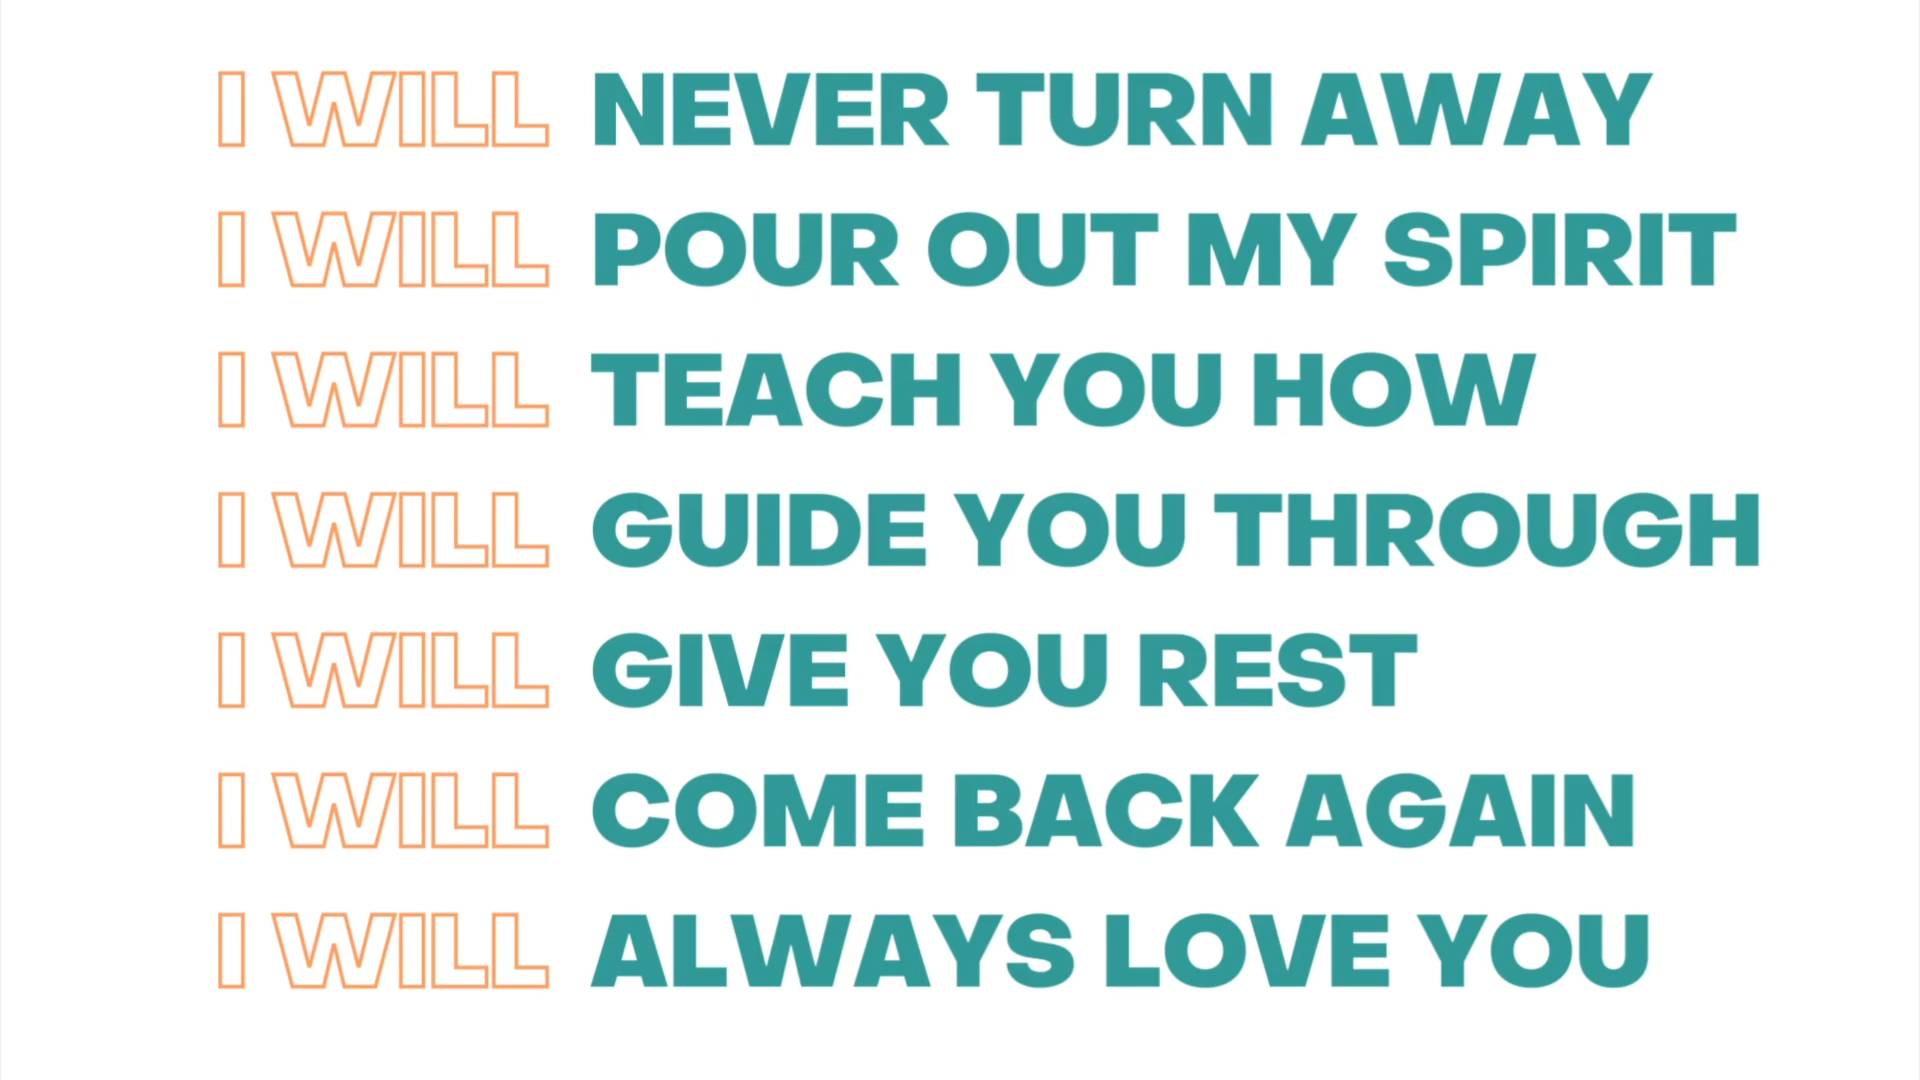 I WILL NEVER TURN AWAY
I WILL POUR OUT MY SPIRIT
I WILL TEACH YOU HOW
I WILL GUIDE YOU THROUGH
I WILL GIVE YOU REST
I WILL COME BACK AGAIN
I WILL ALWAYS LOVE YOU